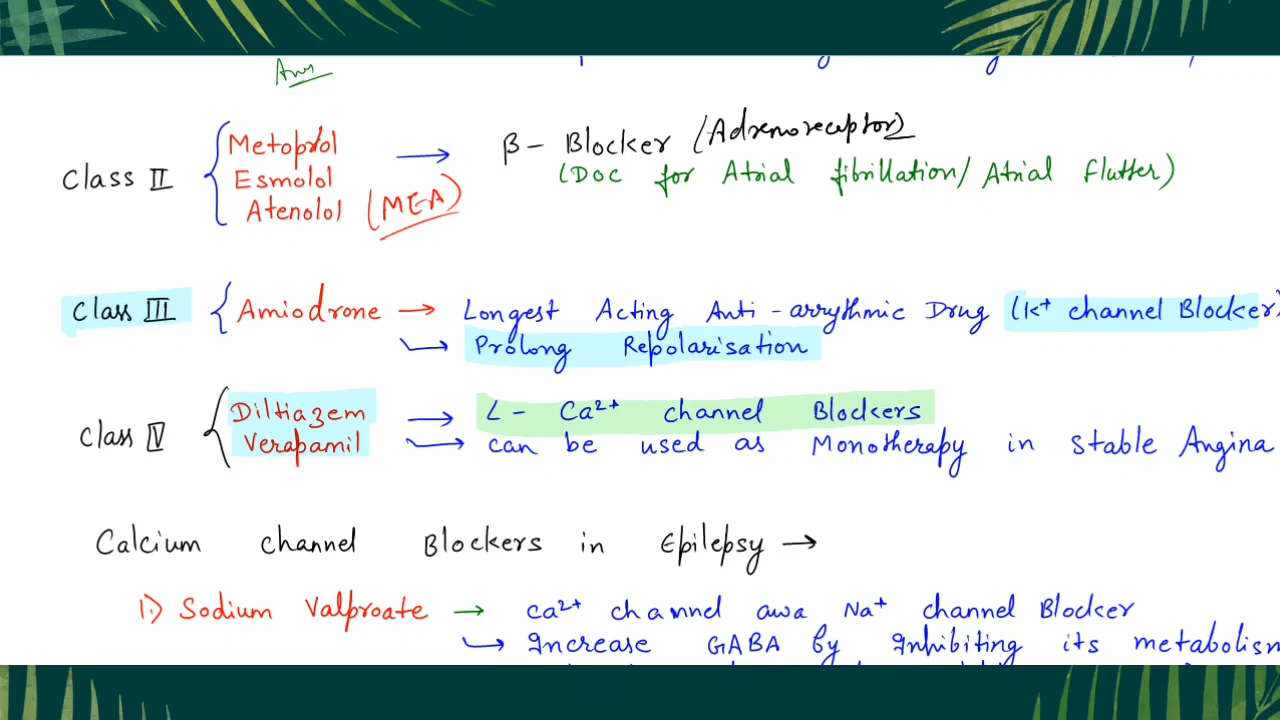 Ans
Class II { Metoprolol → β- Blocker (Adrenoreceptor)
Esmolol (DOC for Atrial fibrillation/ Atrial Flutter)
Atenolol (MEA)
Class III { Amiodrone → Longest Acting Anti-arrythmic Drug (K+ channel Blocker)
↳ Prolong Repolarisation
Class IV { Diltiazem → L- Ca2+ channel Blockers
Verapamil ↳ can be used as Monotherapy in stable Angina
Calcium channel Blockers in Epilepsy →
1.) Sodium Valproate → Ca2+ channel awa Na+ channel Blocker
↳ Increase GABA by Inhibiting its metabolism